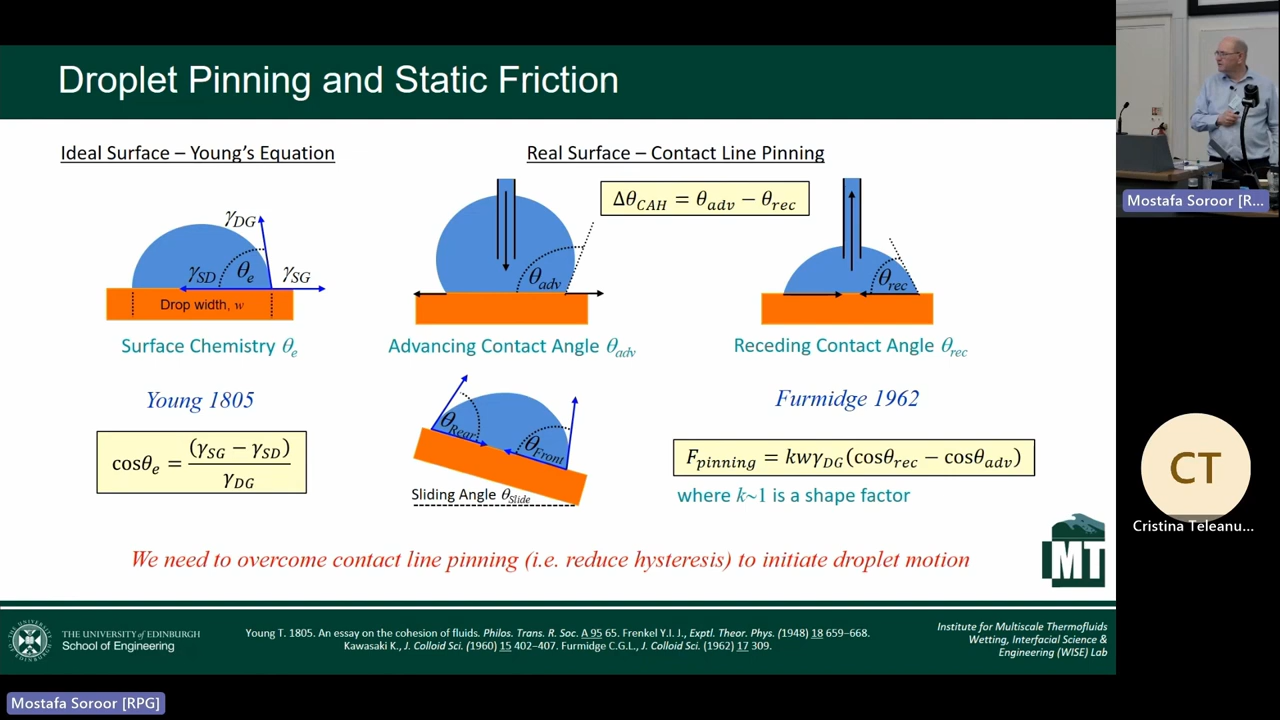 Droplet Pinning and Static Friction
Ideal Surface – Young's Equation
Real Surface – Contact Line Pinning
Δθ_CAH = θ_adv − θ_rec
γ_DG
γ_SD
θ_e
γ_SG
Drop width, w
θ_adv
θ_rec
Surface Chemistry θ_e
Advancing Contact Angle θ_adv
Receding Contact Angle θ_rec
Young 1805
Furmidge 1962
cosθ_e = (γ_SG − γ_SD) / γ_DG
θ_Rear
θ_Front
Sliding Angle θ_Slide
F_pinning = kwγ_DG(cosθ_rec − cosθ_adv)
where k~1 is a shape factor
We need to overcome contact line pinning (i.e. reduce hysteresis) to initiate droplet motion
IMT
THE UNIVERSITY of EDINBURGH
School of Engineering
Young T. 1805. An essay on the cohesion of fluids. Philos. Trans. R. Soc. A 95 65. Frenkel Y.I. J., Exptl. Theor. Phys. (1948) 18 659–668.
Kawasaki K., J. Colloid Sci. (1960) 15 402–407. Furmidge C.G.L., J. Colloid Sci. (1962) 17 309.
Institute for Multiscale Thermofluids
Wetting, Interfacial Science &
Engineering (WISE) Lab
Mostafa Soroor [R...
CT
Cristina Teleanu...
Mostafa Soroor [RPG]